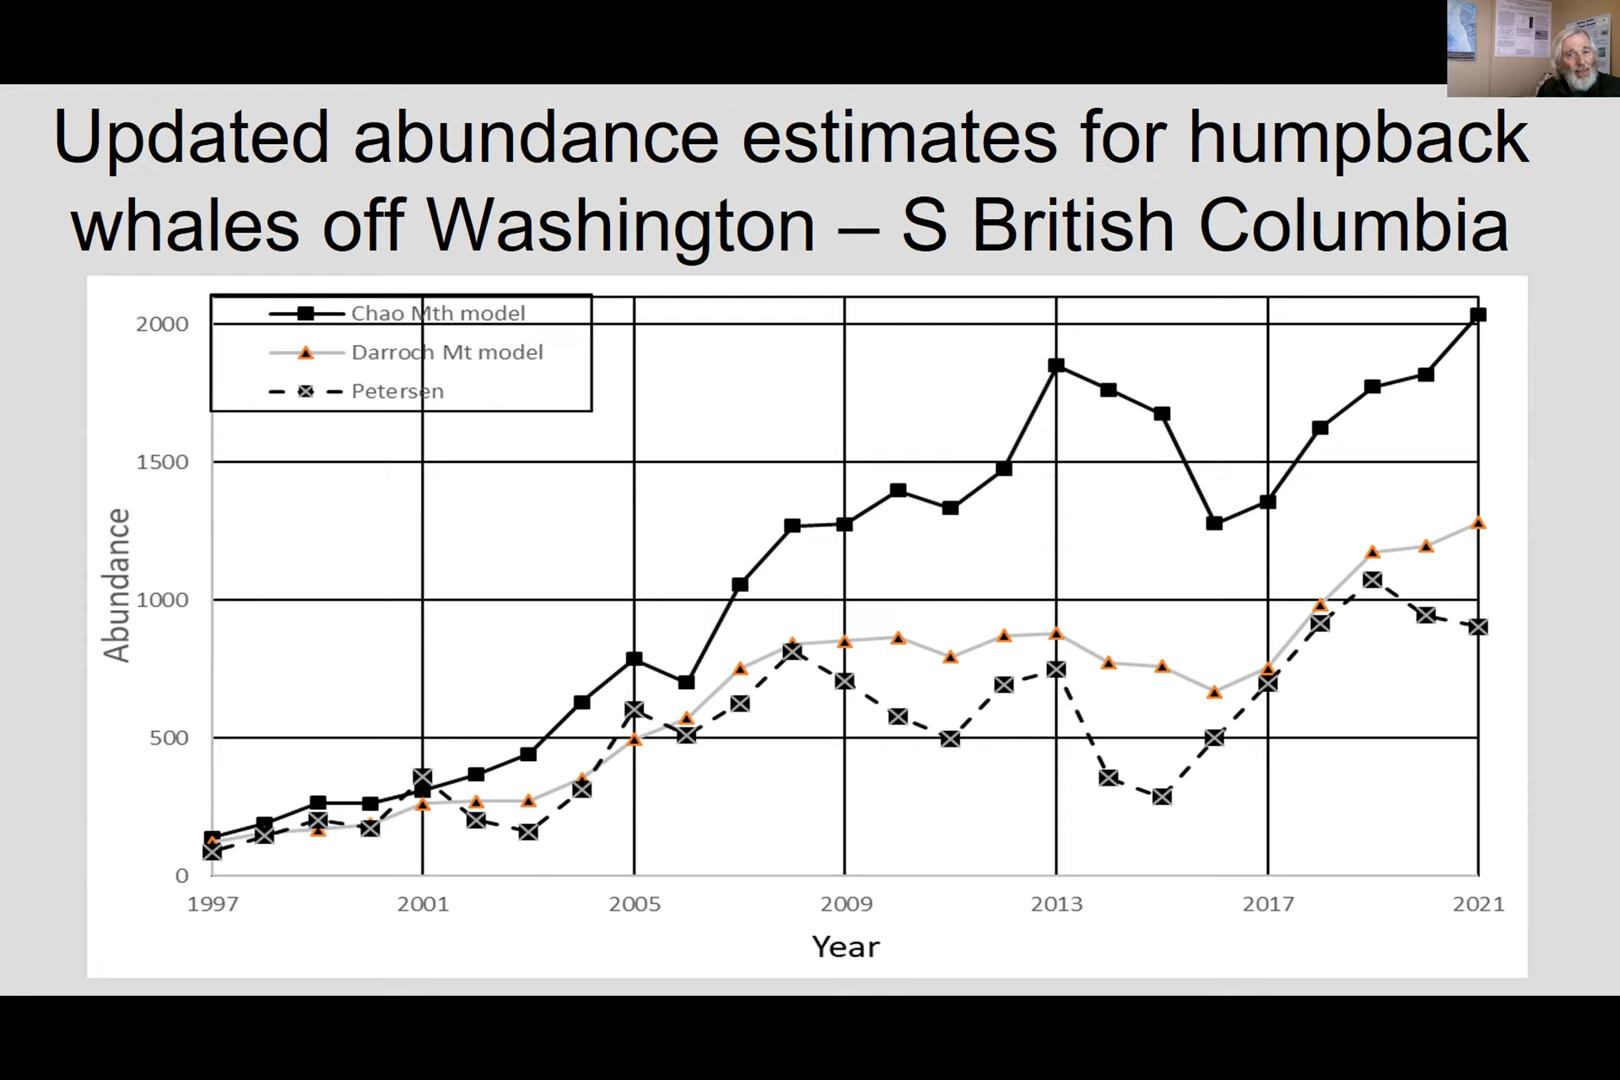 Updated abundance estimates for humpback
whales off Washington – S British Columbia
Chao Mth model
Darroch Mt model
Petersen
2000
1500
1000
500
0
Abundance
1997 2001 2005 2009 2013 2017 2021
Year